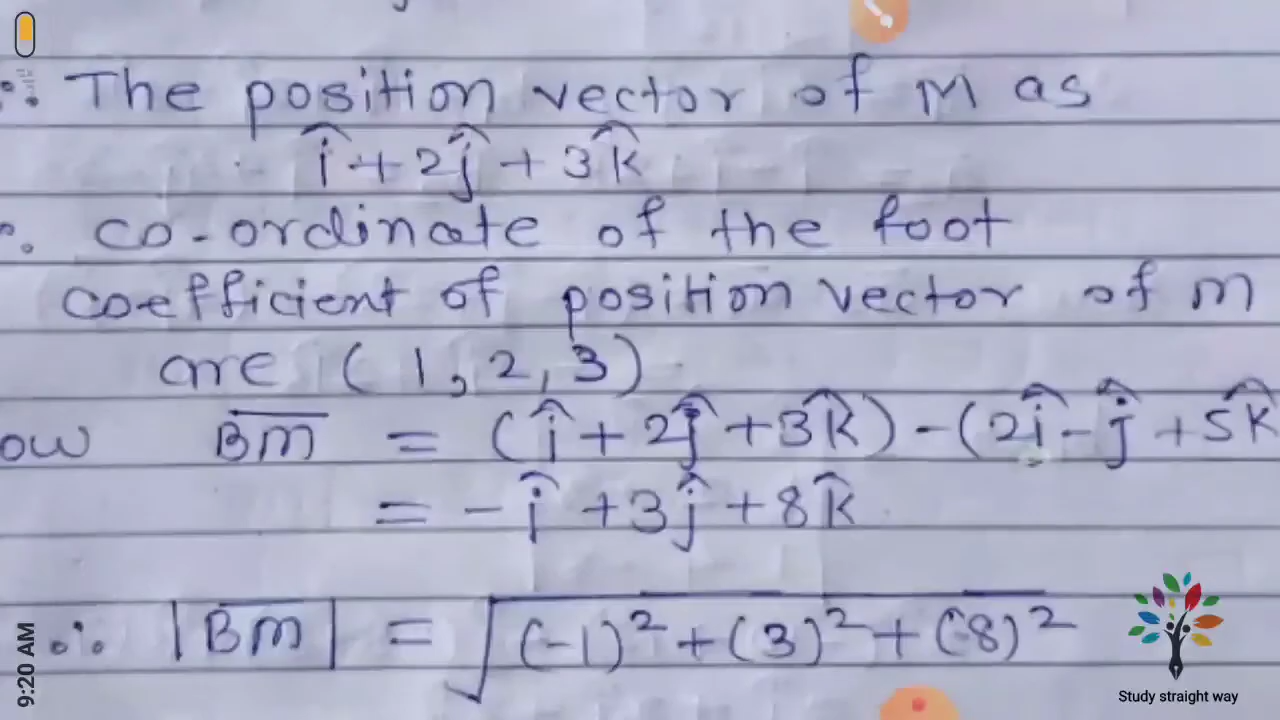 ∴ The position vector of M as
î + 2ĵ + 3k̂
∴ co-ordinate of the foot
coefficient of position vector of m
are (1, 2, 3)
ow B̅M̅ = (î + 2ĵ + 3k̂) - (2î - ĵ + 5k̂
= - î + 3ĵ + 8k̂
∴ |B̅M̅| = √(-1)² + (3)² + (-8)²
9:20 AM
Study straight way